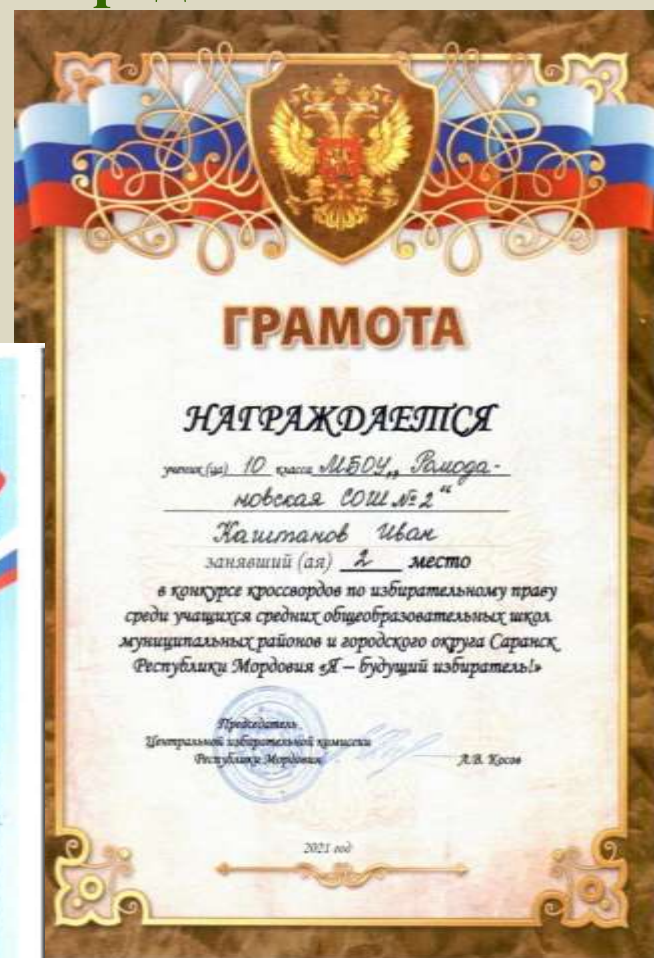 ГРАМОТА
НАГРАЖДАЕТСЯ
ученик (ца) 10 класса МБОУ „Ромода-
новская СОШ №2"
Каштанов Иван
занявший (ая) 2 место
в конкурсе кроссвордов по избирательному праву
среди учащихся средних общеобразовательных школ
муниципальных районов и городского округа Саранск
Республики Мордовия «Я – будущий избиратель!»
Председатель
Центральной избирательной комиссии
Республики Мордовия А.В. Косов
2021 год